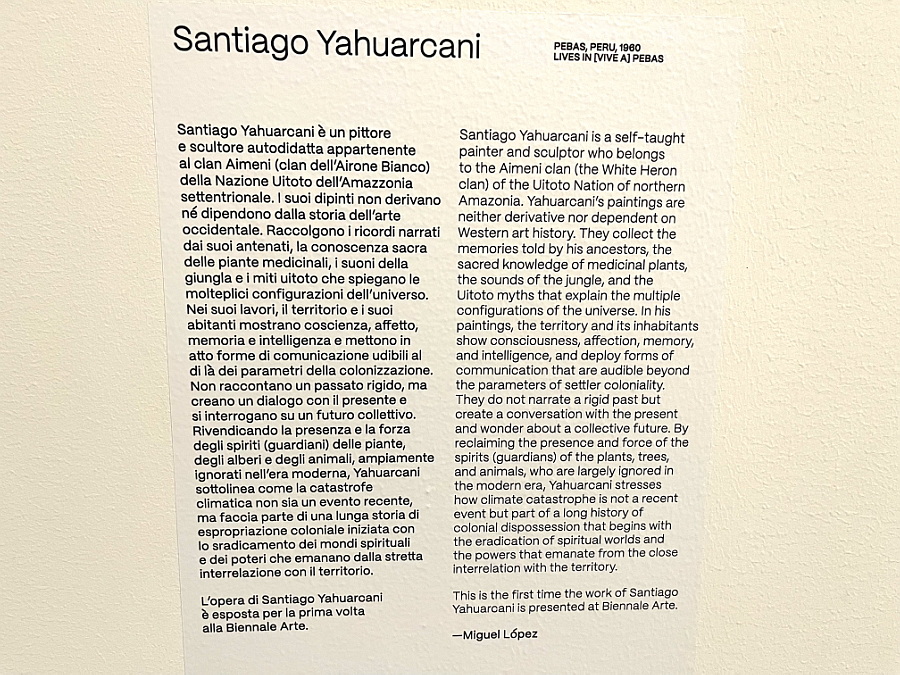 Santiago Yahuarcani
PEBAS, PERU, 1960
LIVES IN [VIVE A] PEBAS
Santiago Yahuarcani è un pittore
e scultore autodidatta appartenente
al clan Aimeni (clan dell'Airone Bianco)
della Nazione Uitoto dell'Amazzonia
settentrionale. I suoi dipinti non derivano
né dipendono dalla storia dell'arte
occidentale. Raccolgono i ricordi narrati
dai suoi antenati, la conoscenza sacra
delle piante medicinali, i suoni della
giungla e i miti uitoto che spiegano le
molteplici configurazioni dell'universo.
Nei suoi lavori, il territorio e i suoi
abitanti mostrano coscienza, affetto,
memoria e intelligenza e mettono in
atto forme di comunicazione udibili al
di là dei parametri della colonizzazione.
Non raccontano un passato rigido, ma
creano un dialogo con il presente e
si interrogano su un futuro collettivo.
Rivendicando la presenza e la forza
degli spiriti (guardiani) delle piante,
degli alberi e degli animali, ampiamente
ignorati nell'era moderna, Yahuarcani
sottolinea come la catastrofe
climatica non sia un evento recente,
ma faccia parte di una lunga storia di
espropriazione coloniale iniziata con
lo sradicamento dei mondi spirituali
e dei poteri che emanano dalla stretta
interrelazione con il territorio.
L'opera di Santiago Yahuarcani
è esposta per la prima volta
alla Biennale Arte.
Santiago Yahuarcani is a self-taught
painter and sculptor who belongs
to the Aimeni clan (the White Heron
clan) of the Uitoto Nation of northern
Amazonia. Yahuarcani's paintings are
neither derivative nor dependent on
Western art history. They collect the
memories told by his ancestors, the
sacred knowledge of medicinal plants,
the sounds of the jungle, and the
Uitoto myths that explain the multiple
configurations of the universe. In his
paintings, the territory and its inhabitants
show consciousness, affection, memory,
and intelligence, and deploy forms of
communication that are audible beyond
the parameters of settler coloniality.
They do not narrate a rigid past but
create a conversation with the present
and wonder about a collective future. By
reclaiming the presence and force of the
spirits (guardians) of the plants, trees,
and animals, who are largely ignored in
the modern era, Yahuarcani stresses
how climate catastrophe is not a recent
event but part of a long history of
colonial dispossession that begins with
the eradication of spiritual worlds and
the powers that emanate from the close
interrelation with the territory.
This is the first time the work of Santiago
Yahuarcani is presented at Biennale Arte.
—Miguel López